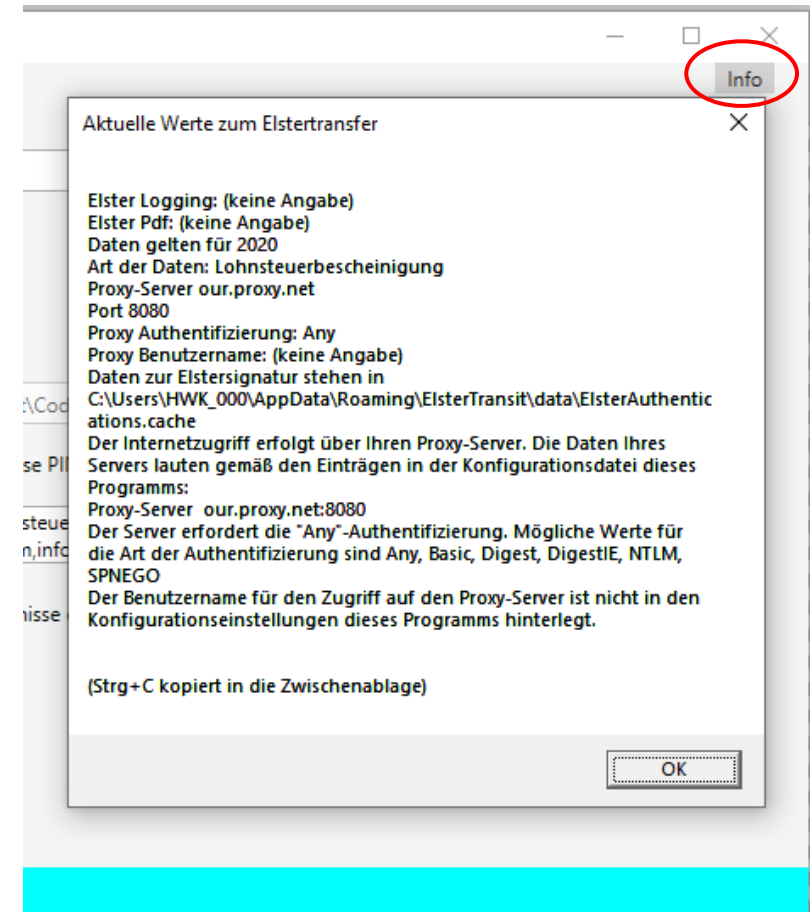 Info
Aktuelle Werte zum Elstertransfer
Elster Logging: (keine Angabe)
Elster Pdf: (keine Angabe)
Daten gelten für 2020
Art der Daten: Lohnsteuerbescheinigung
Proxy-Server our.proxy.net
Port 8080
Proxy Authentifizierung: Any
Proxy Benutzername: (keine Angabe)
Daten zur Elstersignatur stehen in
C:\Users\HWK_000\AppData\Roaming\ElsterTransit\data\ElsterAuthentic
ations.cache
Der Internetzugriff erfolgt über Ihren Proxy-Server. Die Daten Ihres
Servers lauten gemäß den Einträgen in der Konfigurationsdatei dieses
Programms:
Proxy-Server  our.proxy.net:8080
Der Server erfordert die "Any"-Authentifizierung. Mögliche Werte für
die Art der Authentifizierung sind Any, Basic, Digest, DigestIE, NTLM,
SPNEGO
Der Benutzername für den Zugriff auf den Proxy-Server ist nicht in den
Konfigurationseinstellungen dieses Programms hinterlegt.
(Strg+C kopiert in die Zwischenablage)
OK